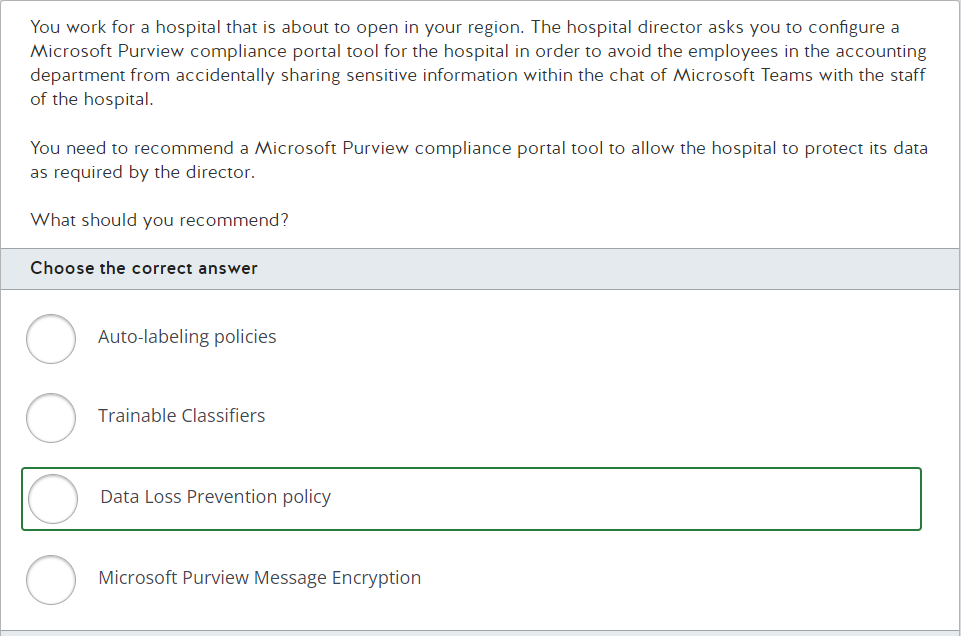 You work for a hospital that is about to open in your region. The hospital director asks you to configure a
Microsoft Purview compliance portal tool for the hospital in order to avoid the employees in the accounting
department from accidentally sharing sensitive information within the chat of Microsoft Teams with the staff
of the hospital.
You need to recommend a Microsoft Purview compliance portal tool to allow the hospital to protect its data
as required by the director.
What should you recommend?
Choose the correct answer
Auto-labeling policies
Trainable Classifiers
Data Loss Prevention policy
Microsoft Purview Message Encryption